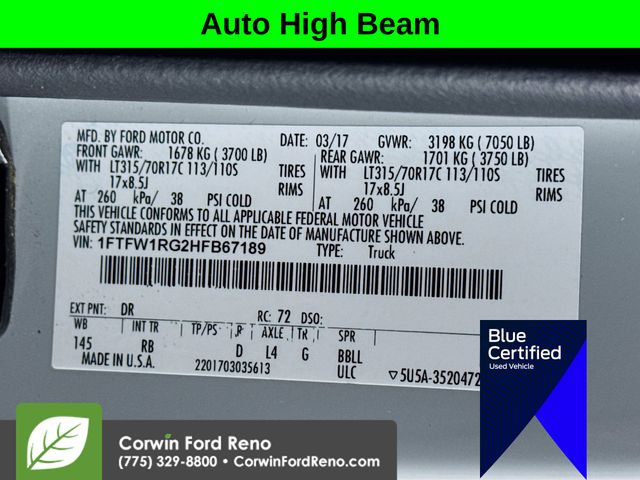 Auto High Beam
MFD. BY FORD MOTOR CO.
DATE: 03/17 GVWR: 3198 KG ( 7050 LB)
FRONT GAWR: 1678 KG ( 3700 LB)
REAR GAWR: 1701 KG ( 3750 LB)
WITH LT315/70R17C 113/110S TIRES
WITH LT315/70R17C 113/110S TIRES
17x8.5J RIMS
17x8.5J RIMS
AT 260 kPa/ 38 PSI COLD
AT 260 kPa/ 38 PSI COLD
THIS VEHICLE CONFORMS TO ALL APPLICABLE FEDERAL MOTOR VEHICLE
SAFETY STANDARDS IN EFFECT ON THE DATE OF MANUFACTURE SHOWN ABOVE.
1FTFW1RG2HFB67189
TYPE: Truck
EXT PNT: DR RC: 72 DSO:
WB INT TR TP/PS R AXLE TR SPR
145 RB D L4 G BBLL
MADE IN U.S.A. 2201703035613 ULC ▽5U5A-3520472
Blue
Certified
Used Vehicle
Corwin Ford Reno
(775) 329-8800 • CorwinFordReno.com